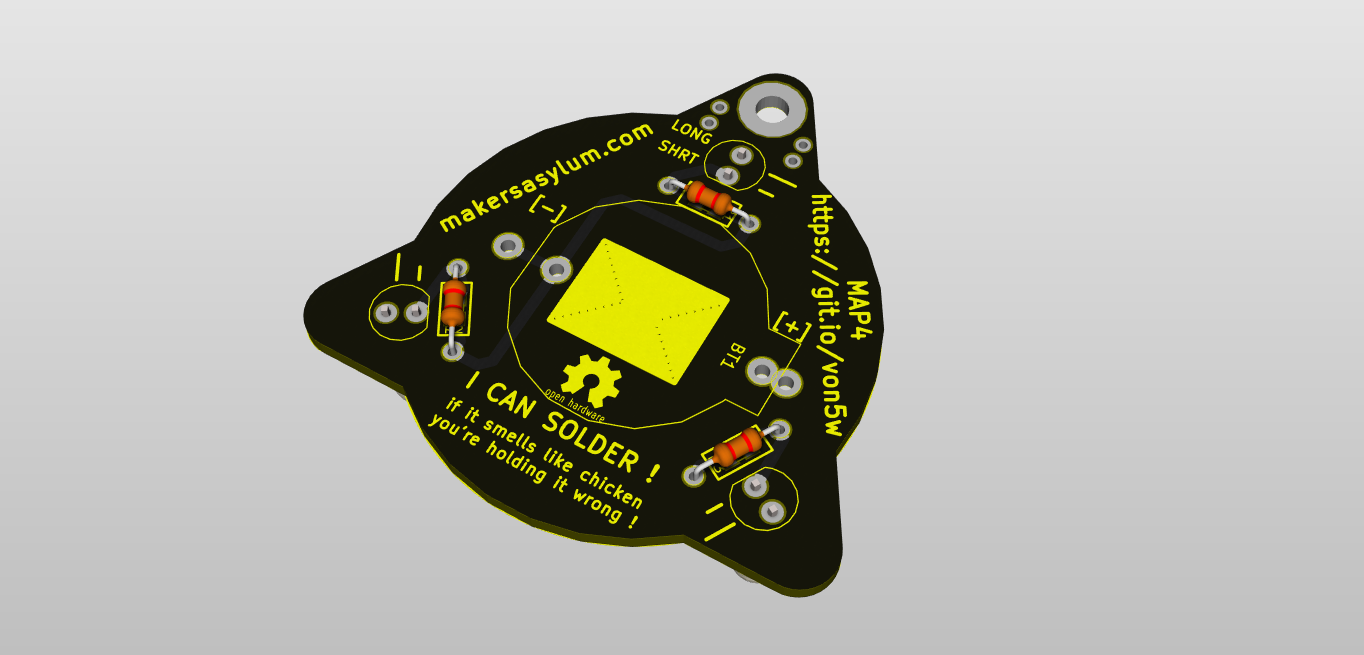 makersasylum.com
LONG
SHRT
[-]
MAP4
https://git.io/von5w
[+]
BT1
open hardware
I CAN SOLDER !
if it smells like chicken
you're holding it wrong !